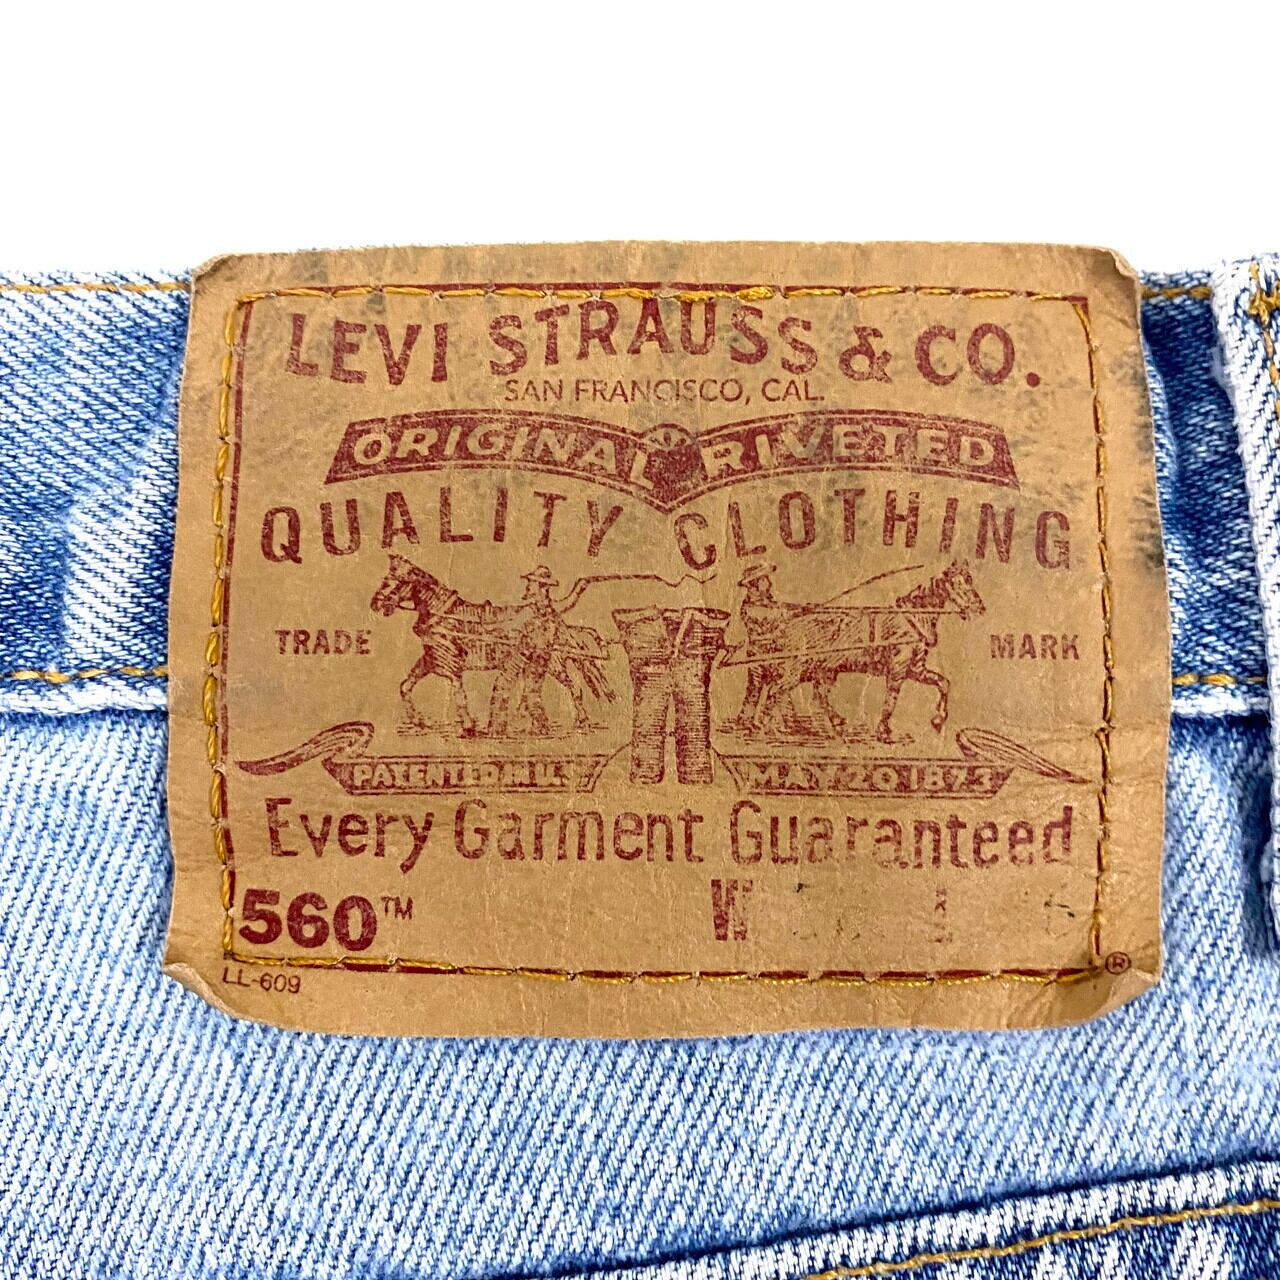 LEVI STRAUSS & CO.
SAN FRANCISCO, CAL.
ORIGINAL RIVETED
QUALITY CLOTHING
TRADE MARK
PATENTED IN U.S. MAY 20 1873
Every Garment Guaranteed
560™ W L
LL-609 ®